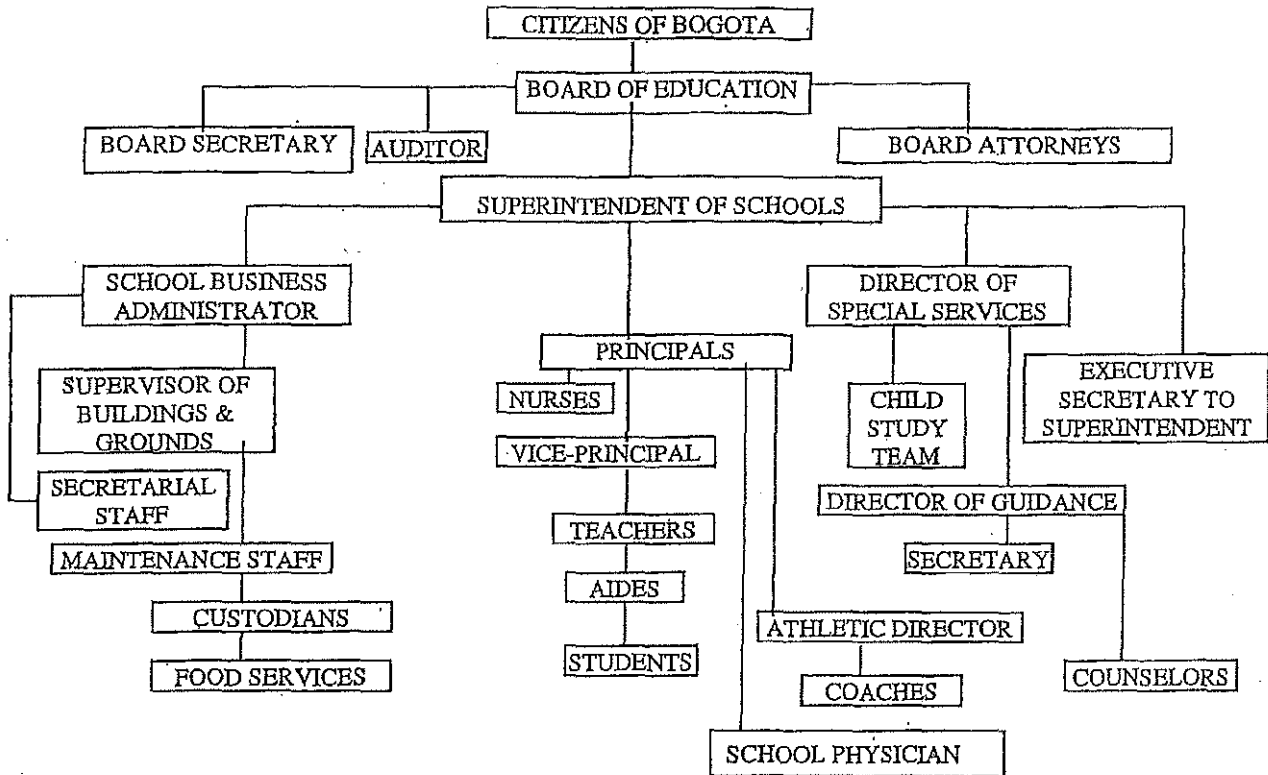 CITIZENS OF BOGOTA
BOARD OF EDUCATION
BOARD SECRETARY
AUDITOR
BOARD ATTORNEYS
SUPERINTENDENT OF SCHOOLS
SCHOOL BUSINESS
ADMINISTRATOR
DIRECTOR OF
SPECIAL SERVICES
PRINCIPALS
EXECUTIVE
SECRETARY TO
SUPERINTENDENT
SUPERVISOR OF
BUILDINGS &
GROUNDS
NURSES
CHILD
STUDY
TEAM
VICE-PRINCIPAL
SECRETARIAL
STAFF
DIRECTOR OF GUIDANCE
TEACHERS
SECRETARY
MAINTENANCE STAFF
AIDES
CUSTODIANS
ATHLETIC DIRECTOR
STUDENTS
FOOD SERVICES
COACHES
COUNSELORS
SCHOOL PHYSICIAN